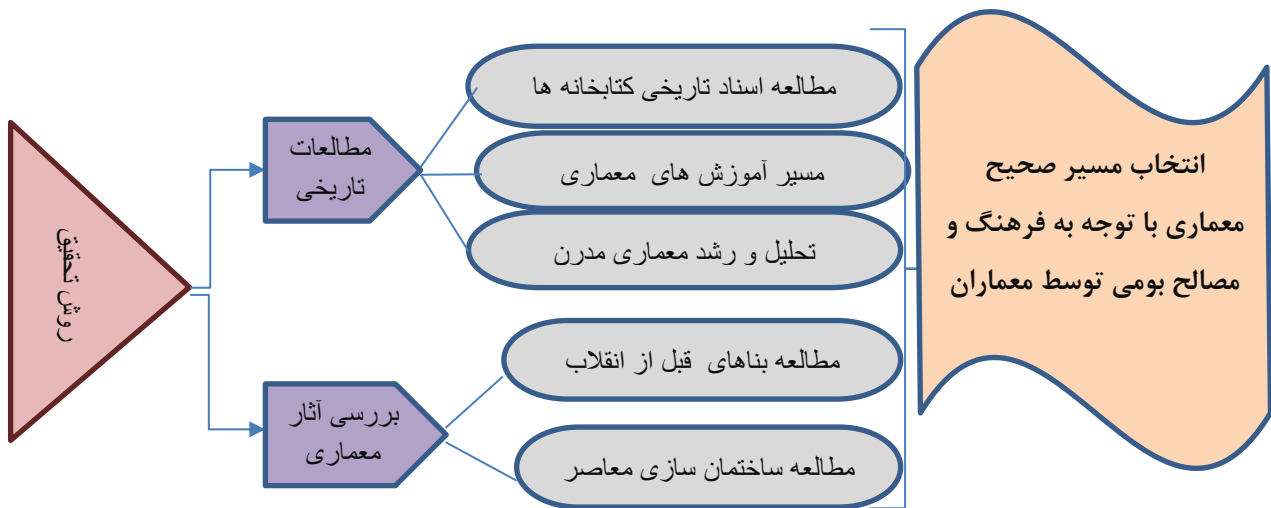 روش تحقیق
مطالعات
تاریخی
مطالعه اسناد تاریخی کتابخانه ها
مسیر آموزش های معماری
تحلیل و رشد معماری مدرن
بررسی آثار
معماری
مطالعه بناهای قبل از انقلاب
مطالعه ساختمان سازی معاصر
انتخاب مسیر صحیح
معماری با توجه به فرهنگ و
مصالح بومی توسط معماران